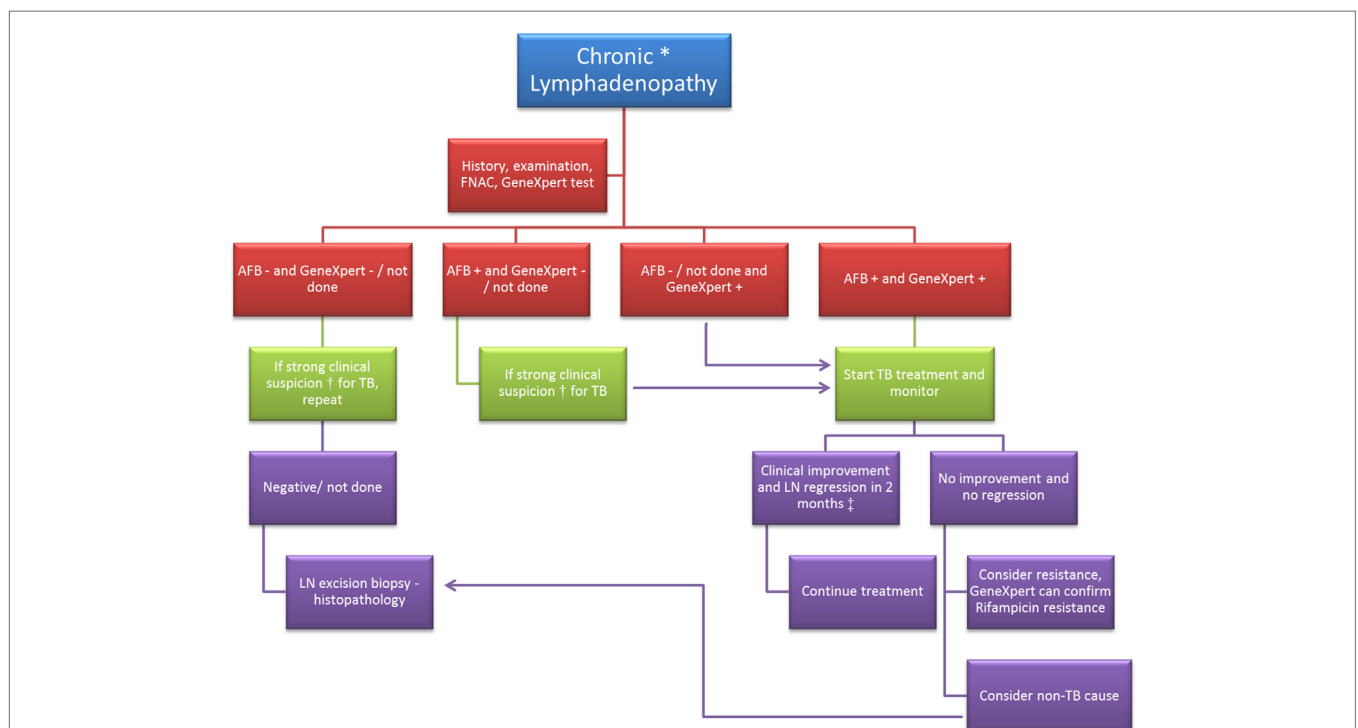 Chronic *
Lymphadenopathy
History, examination,
FNAC, GeneXpert test
AFB - and GeneXpert - / not
done
AFB + and GeneXpert -
/ not done
AFB - / not done and
GeneXpert +
AFB + and GeneXpert +
If strong clinical
suspicion † for TB,
repeat
If strong clinical
suspicion † for TB
Start TB treatment and
monitor
Negative/ not done
Clinical improvement
and LN regression in 2
months ‡
No improvement and
no regression
LN excision biopsy -
histopathology
Continue treatment
Consider resistance,
GeneXpert can confirm
Rifampicin resistance
Consider non-TB cause